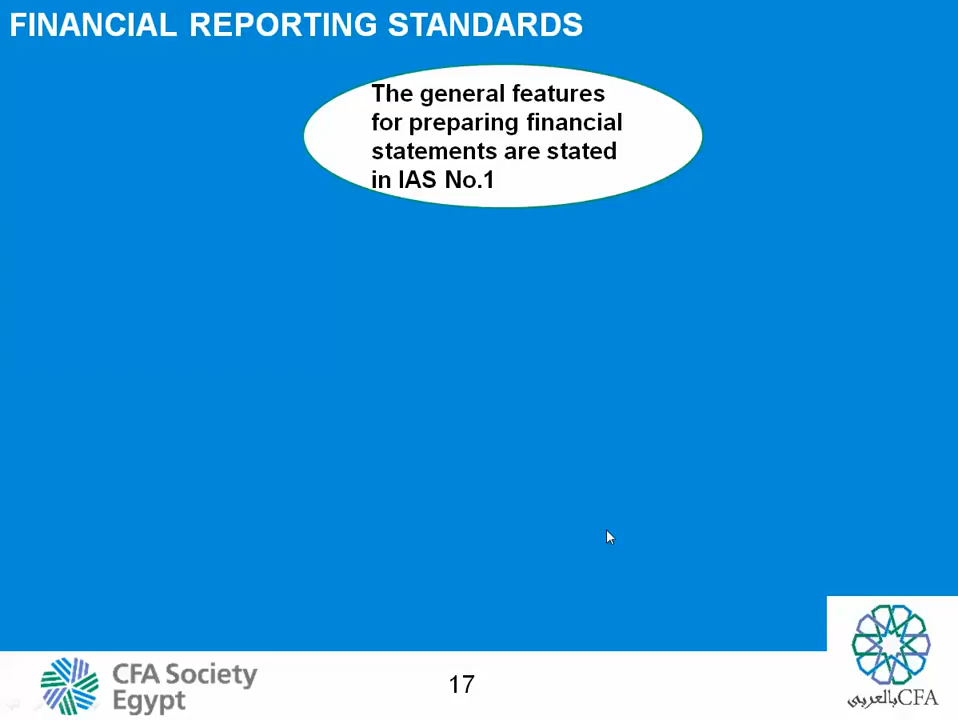 FINANCIAL REPORTING STANDARDS
The general features
for preparing financial
statements are stated
in IAS No.1
CFA Society
Egypt
17
CFAبالعربي